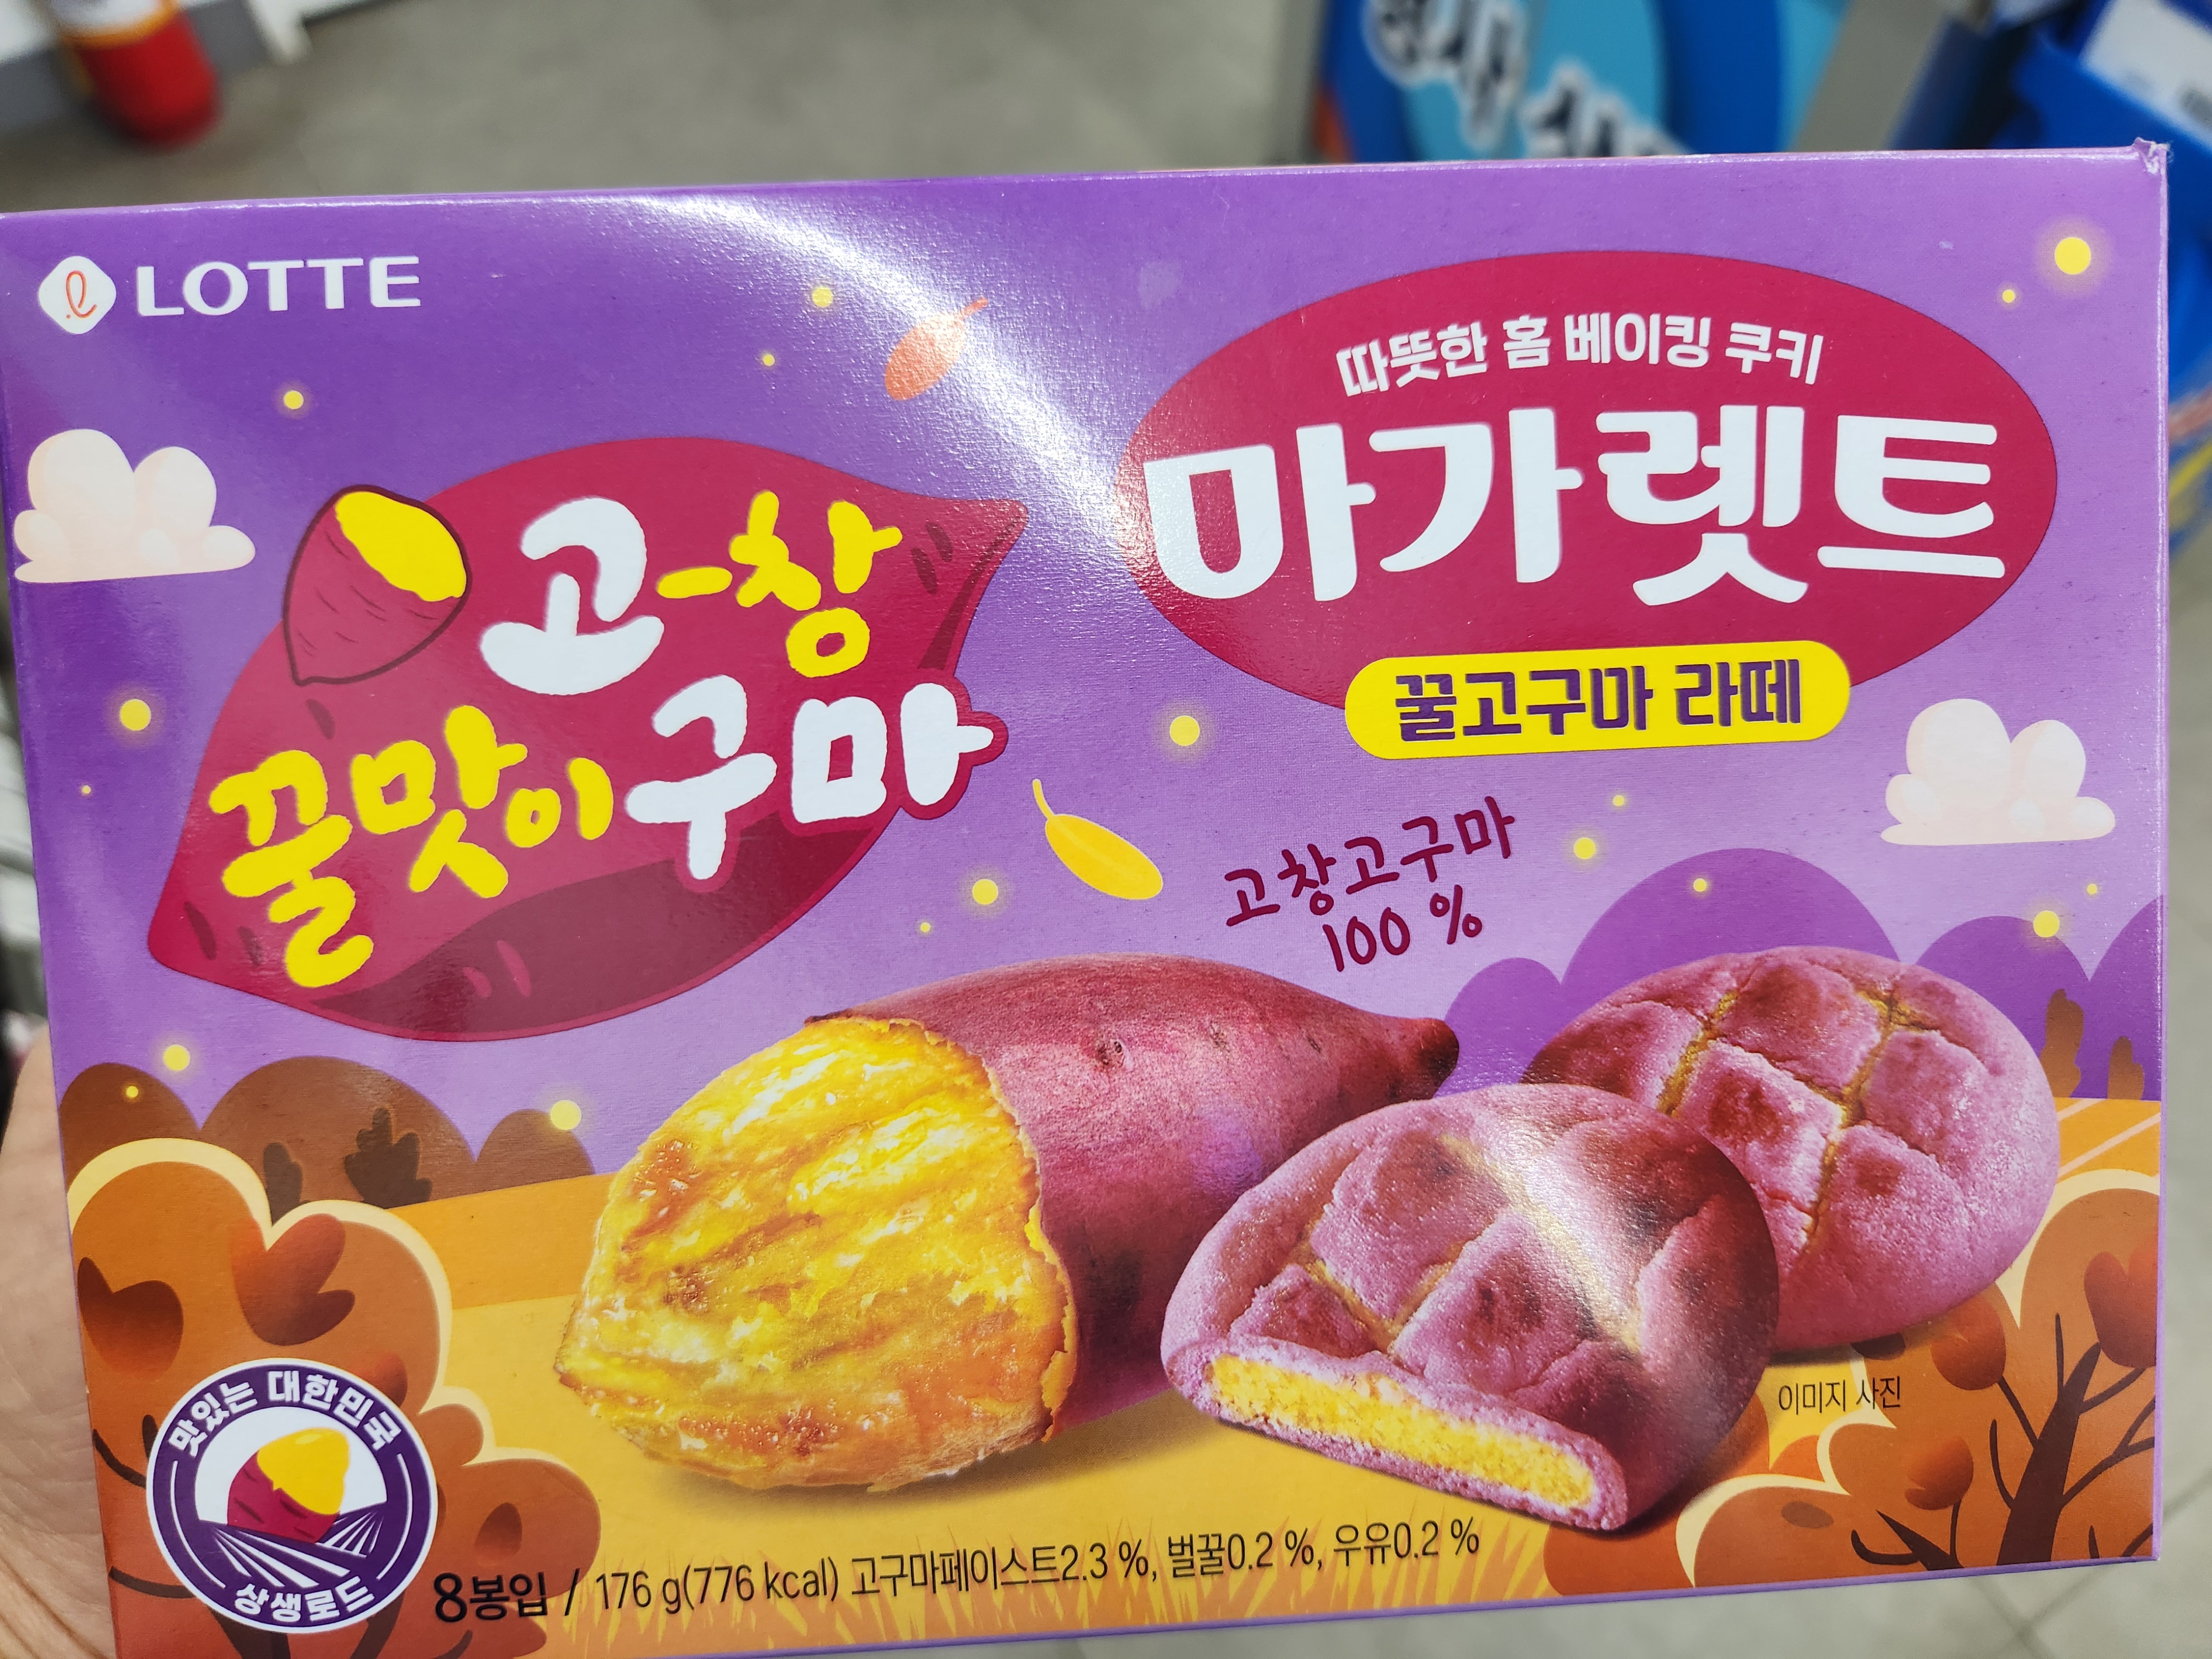 LOTTE
따뜻한 홈 베이킹 쿠키
마가렛트
꿀고구마 라떼
고창
꿀맛이구마
고창고구마
100 %
이미지 사진
맛있는 대한민국
상생로드
8봉입 / 176 g(776 kcal) 고구마페이스트2.3 %, 벌꿀0.2 %, 우유0.2 %